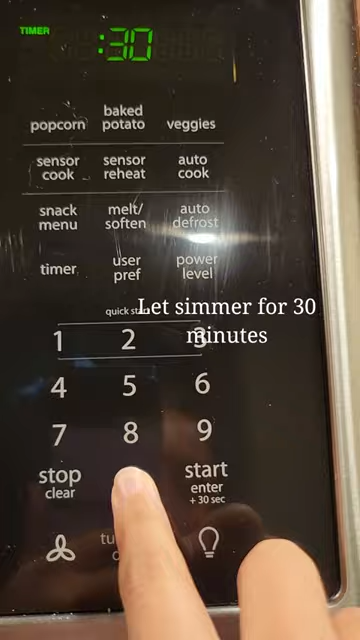 TIMER
:30
popcorn
baked potato
veggies
sensor cook
sensor reheat
auto cook
snack menu
melt/ soften
auto defrost
timer
user pref
power level
quick start
Let simmer for 30
minutes
1 2 3
4 5 6
7 8 9
stop clear
start enter + 30 sec